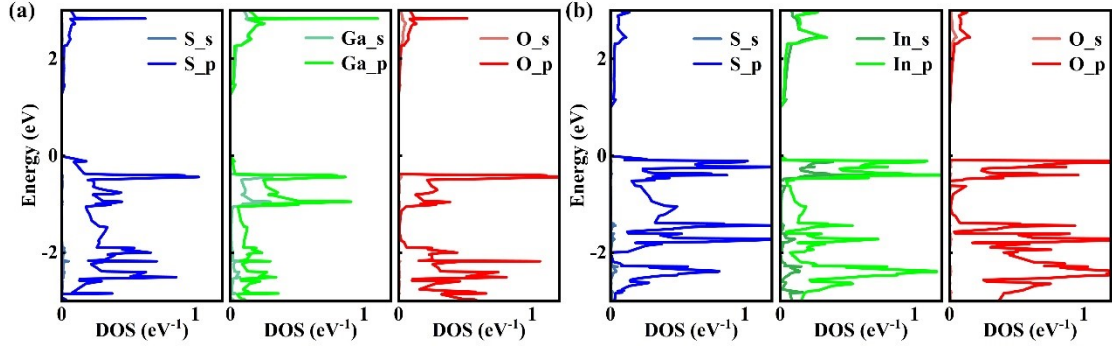 (a)
S_s
S_p
Ga_s
Ga_p
O_s
O_p
2
0
-2
Energy (eV)
0 1
DOS (eV⁻¹)
0 1
DOS (eV⁻¹)
0 1
DOS (eV⁻¹)
(b)
S_s
S_p
In_s
In_p
O_s
O_p
2
0
-2
Energy (eV)
0 1
DOS (eV⁻¹)
0 1
DOS (eV⁻¹)
0 1
DOS (eV⁻¹)